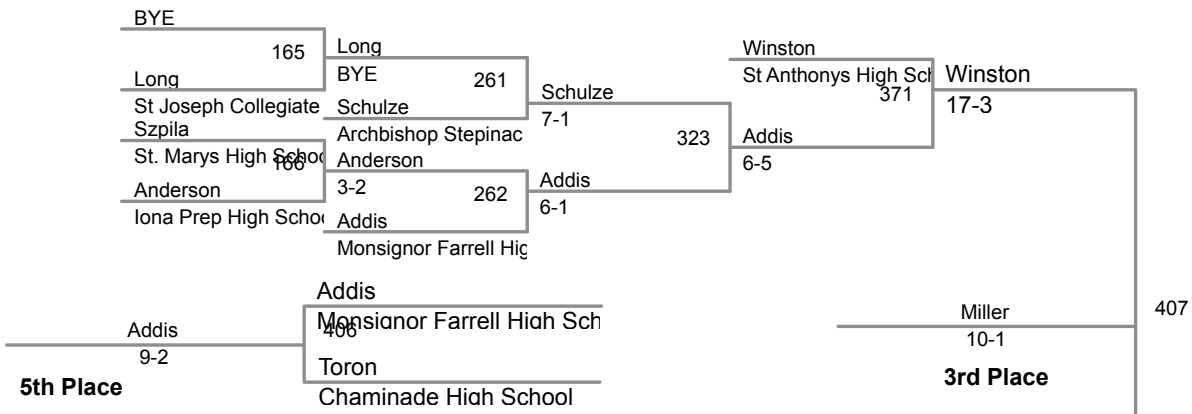 BYE
165
Long
St Joseph Collegiate
Szpila
St. Marys High Schoo
166
Anderson
Iona Prep High Schoo
Long
BYE
261
Schulze
Archbishop Stepinac
Anderson
3-2
262
Addis
Monsignor Farrell Hig
Schulze
7-1
323
Addis
6-1
Winston
St Anthonys High Sch
371
Addis
6-5
Winston
17-3
407
Miller
10-1
3rd Place
Addis
Monsignor Farrell High Sch
406
Toron
Chaminade High School
Addis
9-2
5th Place